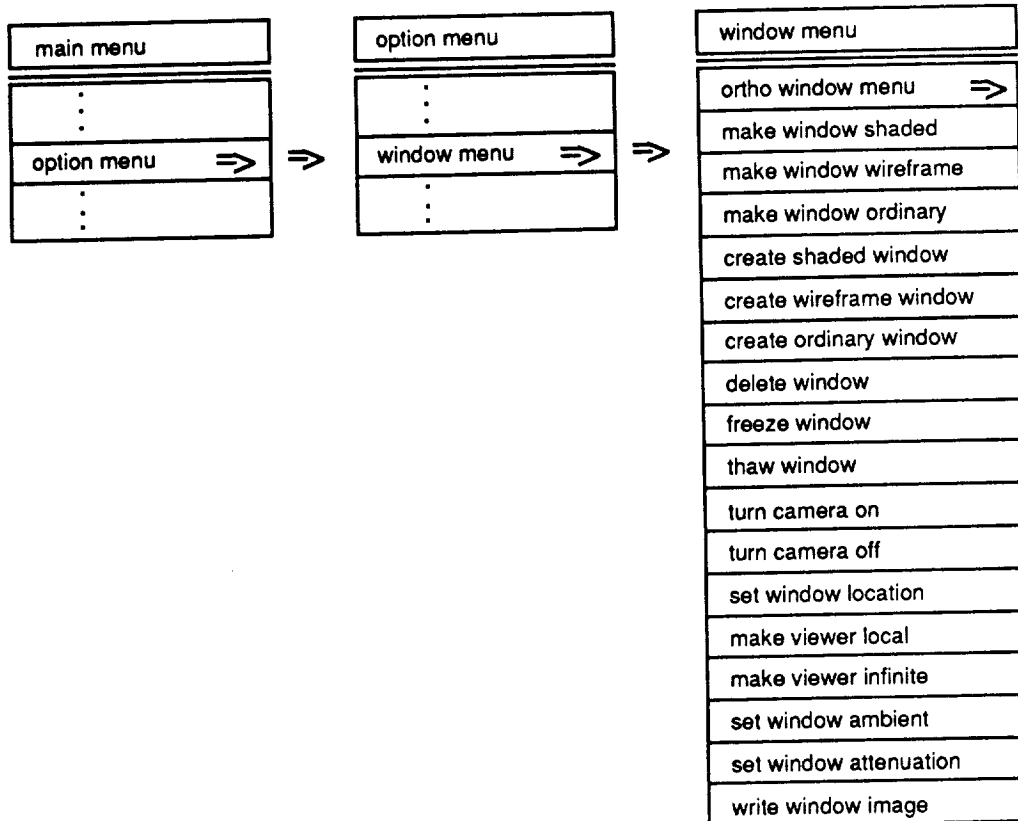 main menu
option menu
option menu
window menu
window menu
ortho window menu
make window shaded
make window wireframe
make window ordinary
create shaded window
create wireframe window
create ordinary window
delete window
freeze window
thaw window
turn camera on
turn camera off
set window location
make viewer local
make viewer infinite
set window ambient
set window attenuation
write window image